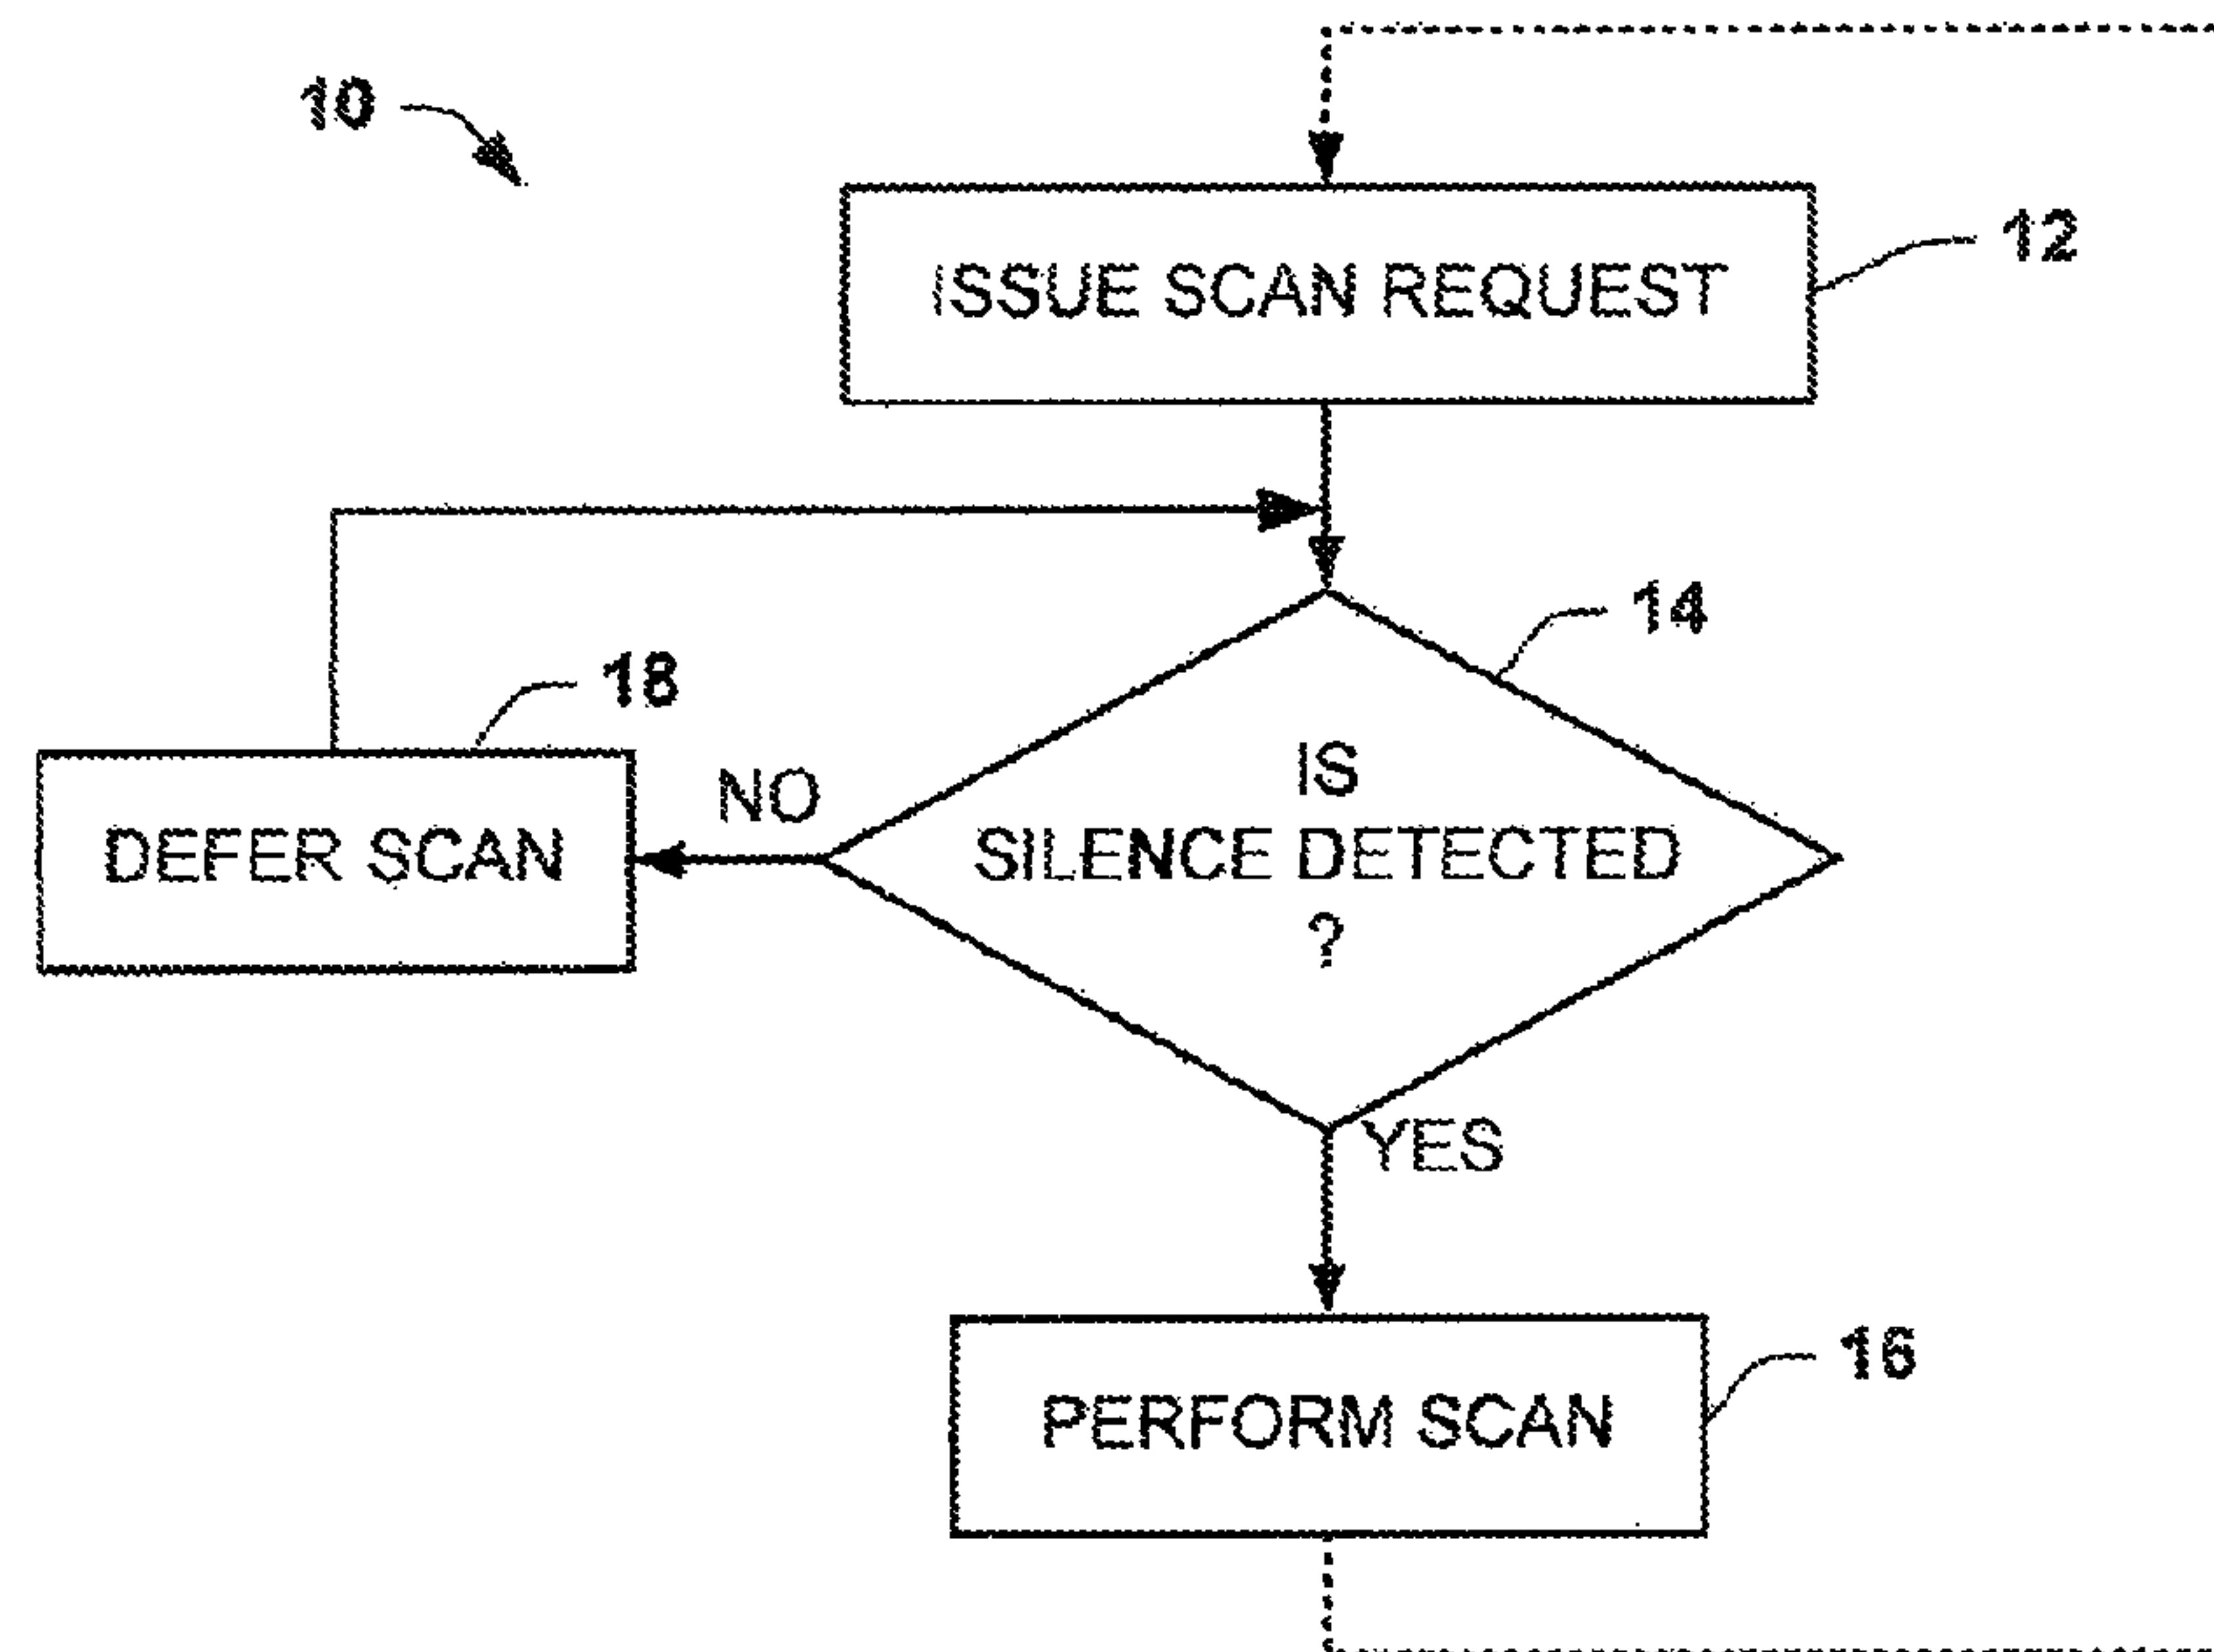 10
ISSUE SCAN REQUEST
12
14
18
NO
IS
SILENCE DETECTED
?
DEFER SCAN
YES
PERFORM SCAN
16